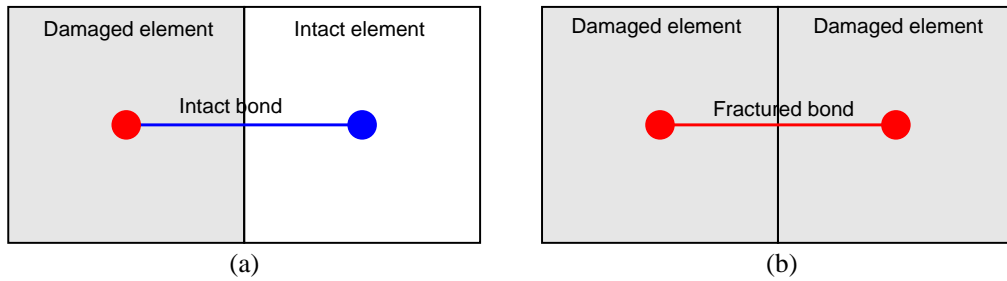 Damaged element
Intact element
Intact bond
(a)
Damaged element
Damaged element
Fractured bond
(b)